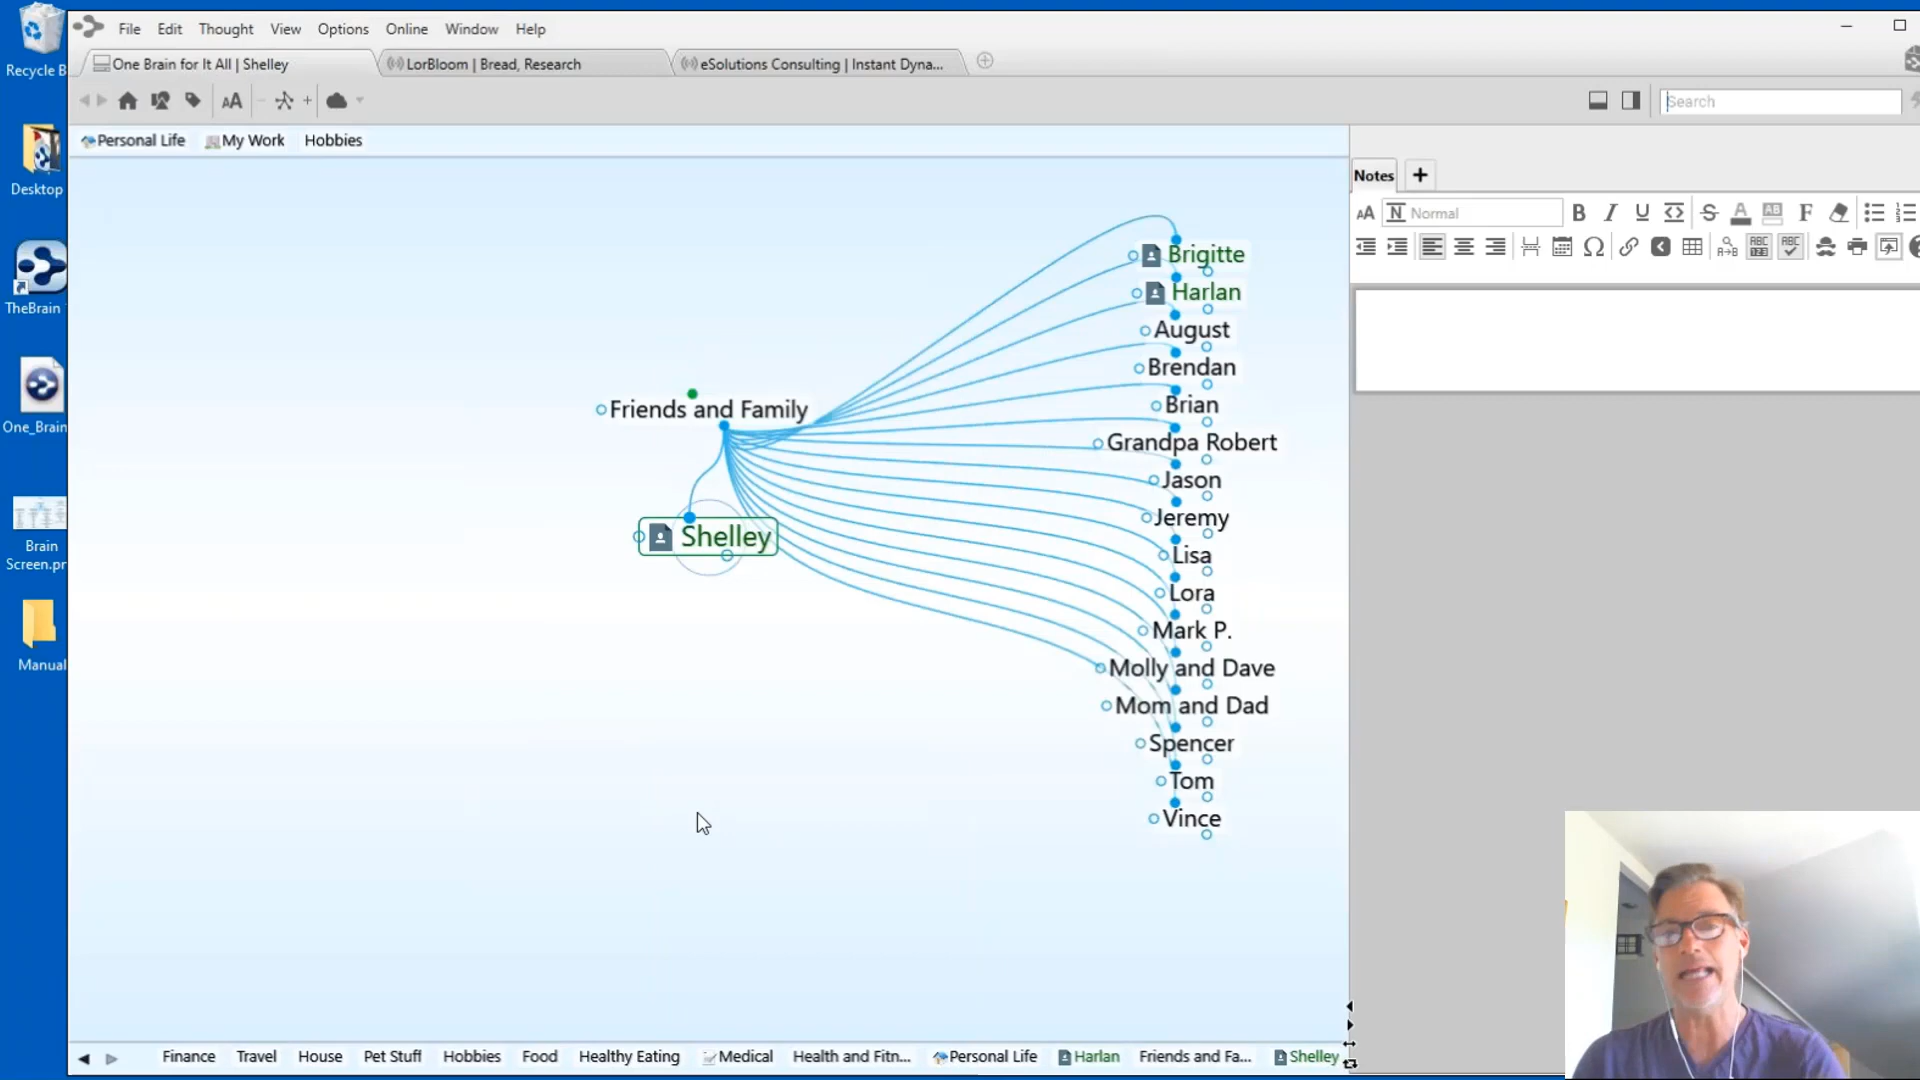 File Edit Thought View Options Online Window Help
One Brain for It All | Shelley
LorBloom | Bread, Research
eSolutions Consulting | Instant Dyna...
Search
Personal Life My Work Hobbies
Notes
Normal
Recycle B
Desktop
TheBrain
One_Brain
Brain
Screen.pr
Manual
Friends and Family
Shelley
Brigitte
Harlan
August
Brendan
Brian
Grandpa Robert
Jason
Jeremy
Lisa
Lora
Mark P.
Molly and Dave
Mom and Dad
Spencer
Tom
Vince
Finance Travel House Pet Stuff Hobbies Food Healthy Eating Medical Health and Fitn... Personal Life Harlan Friends and Fa... Shelley